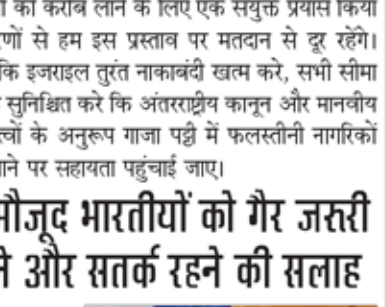 को करीब लाने के लिए एक संयुक्त प्रयास किया
से हम इस प्रस्ताव पर मतदान से दूर रहेंगे।
कि इजराइल तुरंत नाकाबंदी खत्म करे, सभी सीमा
सुनिश्चित करे कि अंतरराष्ट्रीय कानून और मानवीय
के अनुरूप गाजा पट्टी में फलस्तीनी नागरिकों
पर सहायता पहुंचाई जाए।
मौजूद भारतीयों को गैर जरूरी
और सतर्क रहने की सलाह